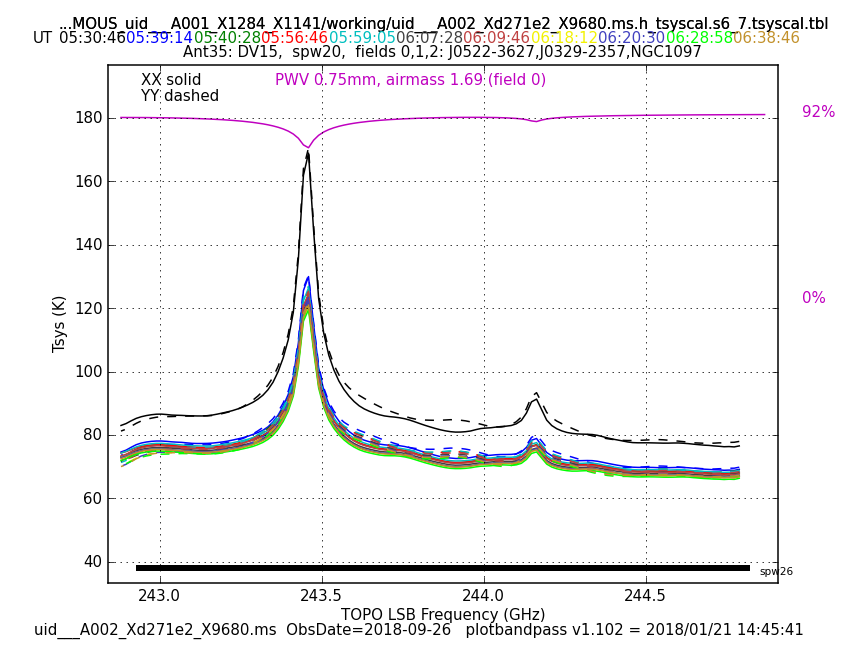 ...MOUS_uid___A001_X1284_X1141/working/uid___A002_Xd271e2_X9680.ms.h_tsyscal.s6_7.tsyscal.tbl
UT 05:30:46 05:39:14 05:40:28 05:56:46 05:59:05 06:07:28 06:09:46 06:18:12 06:20:30 06:28:58 06:38:46
Ant35: DV15, spw20, fields 0,1,2: J0522-3627,J0329-2357,NGC1097
XX solid
YY dashed
PWV 0.75mm, airmass 1.69 (field 0)
92%
0%
180
160
140
120
100
80
60
40
Tsys (K)
spw26
243.0 243.5 244.0 244.5
TOPO LSB Frequency (GHz)
uid___A002_Xd271e2_X9680.ms ObsDate=2018-09-26 plotbandpass v1.102 = 2018/01/21 14:45:41